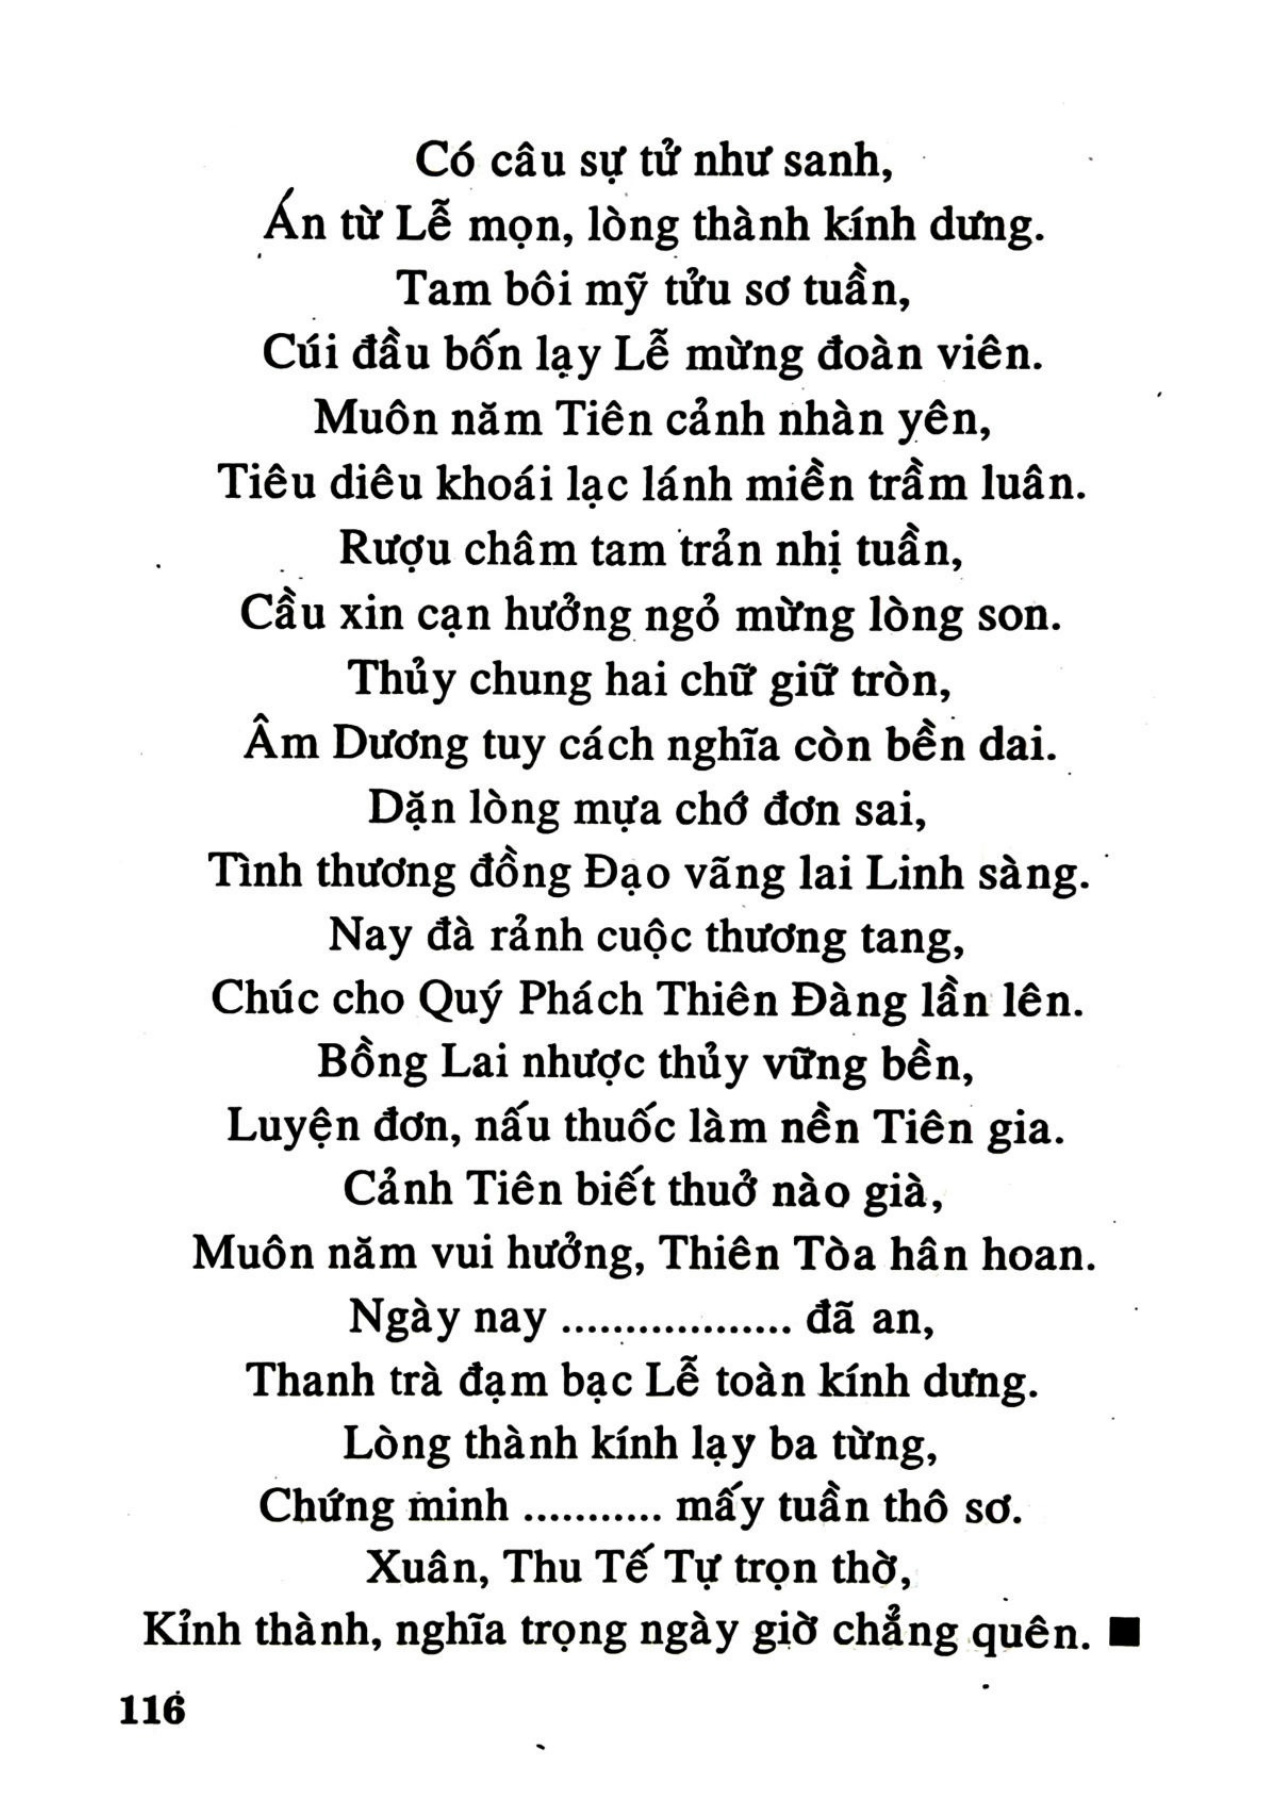 Có câu sự tử như sanh,
Án từ Lễ mọn, lòng thành kính dưng.
Tam bôi mỹ tửu sơ tuần,
Cúi đầu bốn lạy Lễ mừng đoàn viên.
Muôn năm Tiên cảnh nhàn yên,
Tiêu diêu khoái lạc lánh miền trầm luân.
Rượu châm tam trản nhị tuần,
Cầu xin cạn hưởng ngỏ mừng lòng son.
Thủy chung hai chữ giữ tròn,
Âm Dương tuy cách nghĩa còn bền dai.
Dặn lòng mựa chớ đơn sai,
Tình thương đồng Đạo vãng lai Linh sàng.
Nay đà rảnh cuộc thương tang,
Chúc cho Quý Phách Thiên Đàng lần lên.
Bồng Lai nhược thủy vững bền,
Luyện đơn, nấu thuốc làm nền Tiên gia.
Cảnh Tiên biết thuở nào già,
Muôn năm vui hưởng, Thiên Tòa hân hoan.
Ngày nay .................. đã an,
Thanh trà đạm bạc Lễ toàn kính dưng.
Lòng thành kính lạy ba từng,
Chứng minh ........... mấy tuần thô sơ.
Xuân, Thu Tế Tự trọn thờ,
Kỉnh thành, nghĩa trọng ngày giờ chẳng quên. ■
116